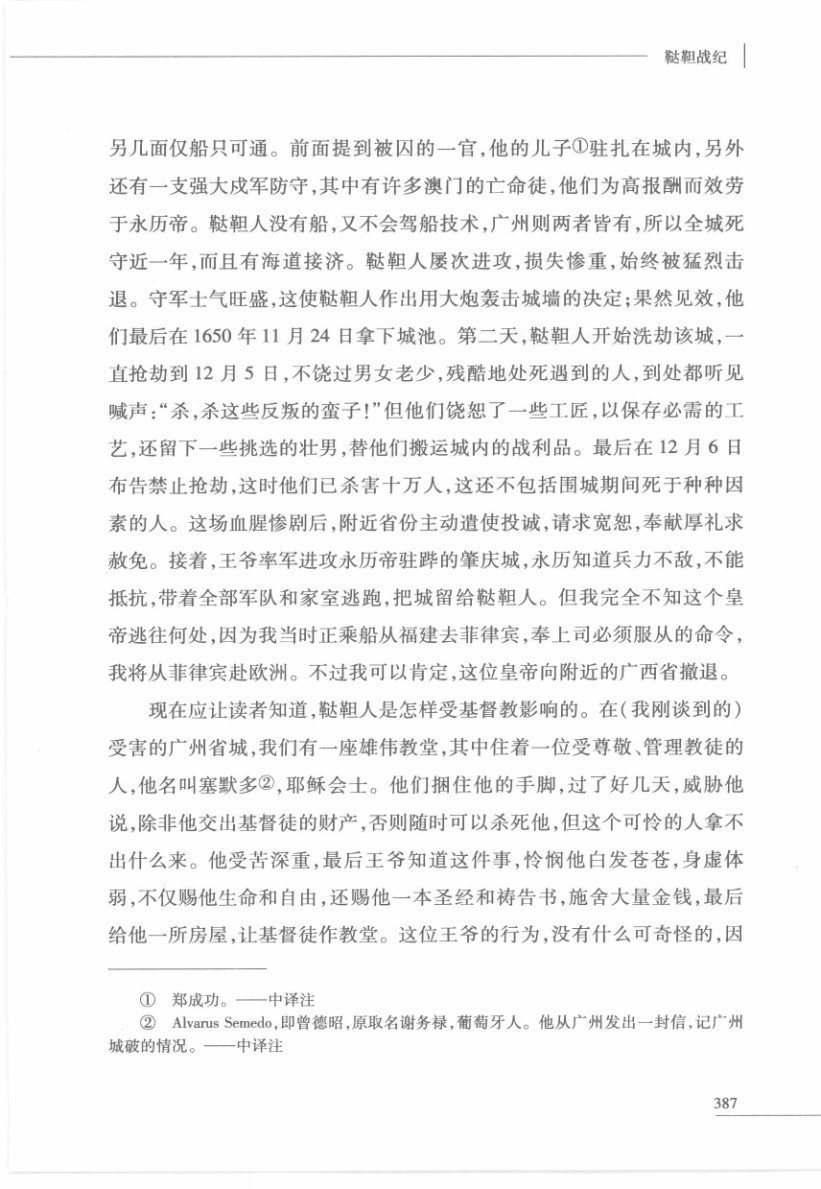 鞑靼战纪
另几面仅船只可通。前面提到被囚的一官,他的儿子①驻扎在城内,另外
还有一支强大戍军防守,其中有许多澳门的亡命徒,他们为高报酬而效劳
于永历帝。鞑靼人没有船,又不会驾船技术,广州则两者皆有,所以全城死
守近一年,而且有海道接济。鞑靼人屡次进攻,损失惨重,始终被猛烈击
退。守军士气旺盛,这使鞑靼人作出用大炮轰击城墙的决定;果然见效,他
们最后在 1650 年 11 月 24 日拿下城池。第二天,鞑靼人开始洗劫该城,一
直抢劫到 12 月 5 日,不饶过男女老少,残酷地处死遇到的人,到处都听见
喊声:“杀,杀这些反叛的蛮子!”但他们饶恕了一些工匠,以保存必需的工
艺,还留下一些挑选的壮男,替他们搬运城内的战利品。最后在 12 月 6 日
布告禁止抢劫,这时他们已杀害十万人,这还不包括围城期间死于种种因
素的人。这场血腥惨剧后,附近省份主动遣使投诚,请求宽恕,奉献厚礼求
赦免。接着,王爷率军进攻永历帝驻跸的肇庆城,永历知道兵力不敌,不能
抵抗,带着全部军队和家室逃跑,把城留给鞑靼人。但我完全不知这个皇
帝逃往何处,因为我当时正乘船从福建去菲律宾,奉上司必须服从的命令,
我将从菲律宾赴欧洲。不过我可以肯定,这位皇帝向附近的广西省撤退。
现在应让读者知道,鞑靼人是怎样受基督教影响的。在(我刚谈到的)
受害的广州省城,我们有一座雄伟教堂,其中住着一位受尊敬、管理教徒的
人,他名叫塞默多②,耶稣会士。他们捆住他的手脚,过了好几天,威胁他
说,除非他交出基督徒的财产,否则随时可以杀死他,但这个可怜的人拿不
出什么来。他受苦深重,最后王爷知道这件事,怜悯他白发苍苍,身虚体
弱,不仅赐他生命和自由,还赐他一本圣经和祷告书,施舍大量金钱,最后
给他一所房屋,让基督徒作教堂。这位王爷的行为,没有什么可奇怪的,因
① 郑成功。——中译注
② Alvarus Semedo,即曾德昭,原取名谢务禄,葡萄牙人。他从广州发出一封信,记广州
城破的情况。——中译注
387